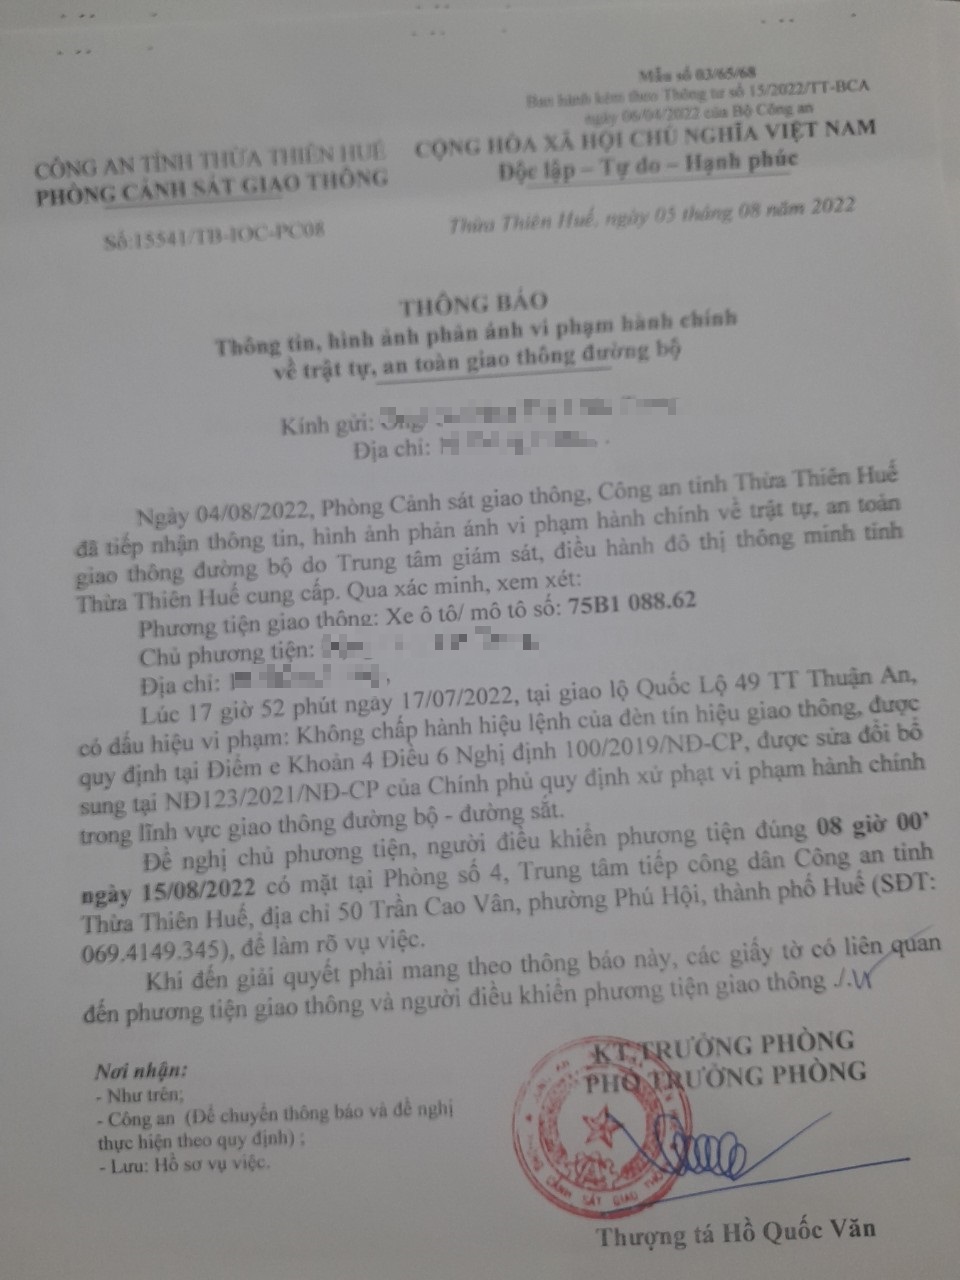 Mẫu số 03/65/68
Ban hành kèm theo Thông tư số 15/2022/TT-BCA
ngày 06/04/2022 của Bộ Công an
CÔNG AN TỈNH THỪA THIÊN HUẾ
PHÒNG CẢNH SÁT GIAO THÔNG
CỘNG HÒA XÃ HỘI CHỦ NGHĨA VIỆT NAM
Độc lập – Tự do – Hạnh phúc
Số:15541/TB-IOC-PC08
Thừa Thiên Huế, ngày 05 tháng 08 năm 2022
THÔNG BÁO
Thông tin, hình ảnh phản ánh vi phạm hành chính
về trật tự, an toàn giao thông đường bộ
Kính gửi:
Địa chỉ:
Ngày 04/08/2022, Phòng Cảnh sát giao thông, Công an tỉnh Thừa Thiên Huế
đã tiếp nhận thông tin, hình ảnh phản ánh vi phạm hành chính về trật tự, an toàn
giao thông đường bộ do Trung tâm giám sát, điều hành đô thị thông minh tỉnh
Thừa Thiên Huế cung cấp. Qua xác minh, xem xét:
Phương tiện giao thông: Xe ô tô/ mô tô số: 75B1 088.62
Chủ phương tiện:
Địa chỉ:
Lúc 17 giờ 52 phút ngày 17/07/2022, tại giao lộ Quốc Lộ 49 TT Thuận An,
có dấu hiệu vi phạm: Không chấp hành hiệu lệnh của đèn tín hiệu giao thông, được
quy định tại Điểm e Khoản 4 Điều 6 Nghị định 100/2019/NĐ-CP, được sửa đổi bổ
sung tại NĐ123/2021/NĐ-CP của Chính phủ quy định xử phạt vi phạm hành chính
trong lĩnh vực giao thông đường bộ - đường sắt.
Đề nghị chủ phương tiện, người điều khiển phương tiện đúng 08 giờ 00’
ngày 15/08/2022 có mặt tại Phòng số 4, Trung tâm tiếp công dân Công an tỉnh
Thừa Thiên Huế, địa chỉ 50 Trần Cao Vân, phường Phú Hội, thành phố Huế (SĐT:
069.4149.345), để làm rõ vụ việc.
Khi đến giải quyết phải mang theo thông báo này, các giấy tờ có liên quan
đến phương tiện giao thông và người điều khiển phương tiện giao thông ./.
Nơi nhận:
- Như trên;
- Công an (Để chuyển thông báo và đề nghị
thực hiện theo quy định) ;
- Lưu: Hồ sơ vụ việc.
KT.TRƯỞNG PHÒNG
PHÓ TRƯỞNG PHÒNG
CẢNH SÁT GIAO
Thượng tá Hồ Quốc Văn